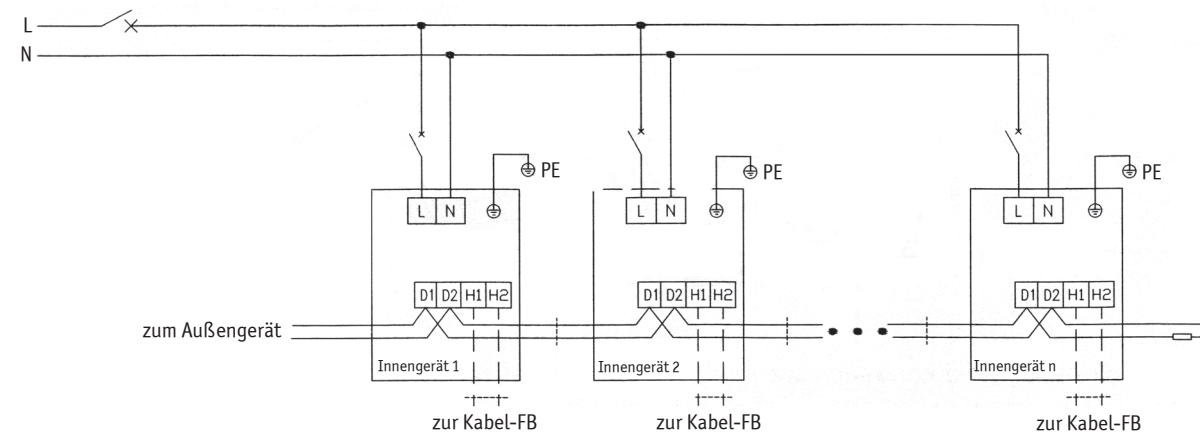 L
N
PE PE PE
L N L N L N
D1 D2 H1 H2 D1 D2 H1 H2 D1 D2 H1 H2
zum Außengerät
Innengerät 1 Innengerät 2 Innengerät n
zur Kabel-FB zur Kabel-FB zur Kabel-FB